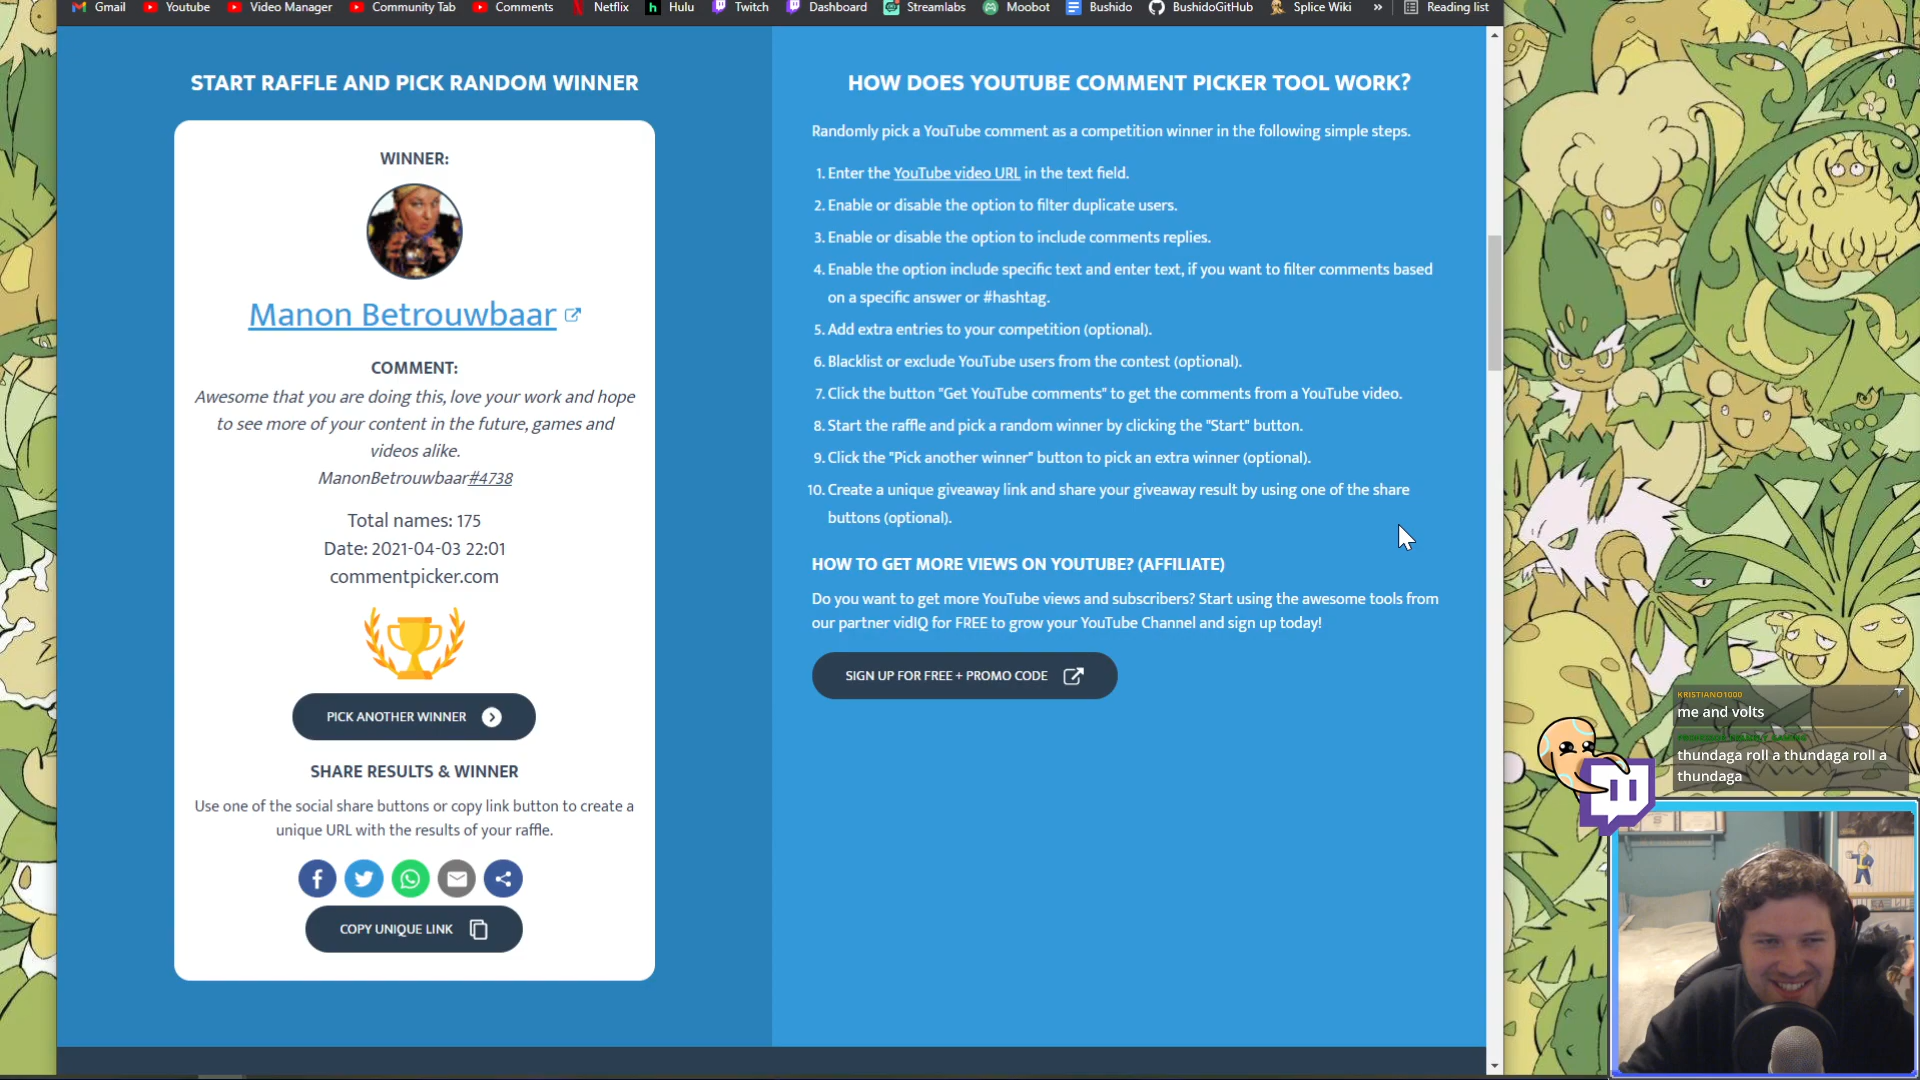 Gmail Youtube Video Manager Community Tab Comments Netflix Hulu Twitch Dashboard Streamlabs Moobot Bushido BushidoGitHub Splice Wiki » Reading list
START RAFFLE AND PICK RANDOM WINNER
WINNER:
Manon Betrouwbaar
COMMENT:
Awesome that you are doing this, love your work and hope
to see more of your content in the future, games and
videos alike.
ManonBetrouwbaar#4738
Total names: 175
Date: 2021-04-03 22:01
commentpicker.com
PICK ANOTHER WINNER
SHARE RESULTS & WINNER
Use one of the social share buttons or copy link button to create a
unique URL with the results of your raffle.
COPY UNIQUE LINK
HOW DOES YOUTUBE COMMENT PICKER TOOL WORK?
Randomly pick a YouTube comment as a competition winner in the following simple steps.
1. Enter the YouTube video URL in the text field.
2. Enable or disable the option to filter duplicate users.
3. Enable or disable the option to include comments replies.
4. Enable the option include specific text and enter text, if you want to filter comments based
on a specific answer or #hashtag.
5. Add extra entries to your competition (optional).
6. Blacklist or exclude YouTube users from the contest (optional).
7. Click the button "Get YouTube comments" to get the comments from a YouTube video.
8. Start the raffle and pick a random winner by clicking the "Start" button.
9. Click the "Pick another winner" button to pick an extra winner (optional).
10. Create a unique giveaway link and share your giveaway result by using one of the share
buttons (optional).
HOW TO GET MORE VIEWS ON YOUTUBE? (AFFILIATE)
Do you want to get more YouTube views and subscribers? Start using the awesome tools from
our partner vidIQ for FREE to grow your YouTube Channel and sign up today!
SIGN UP FOR FREE + PROMO CODE
KRISTIANO1000
me and volts
thundaga roll a thundaga roll a
thundaga